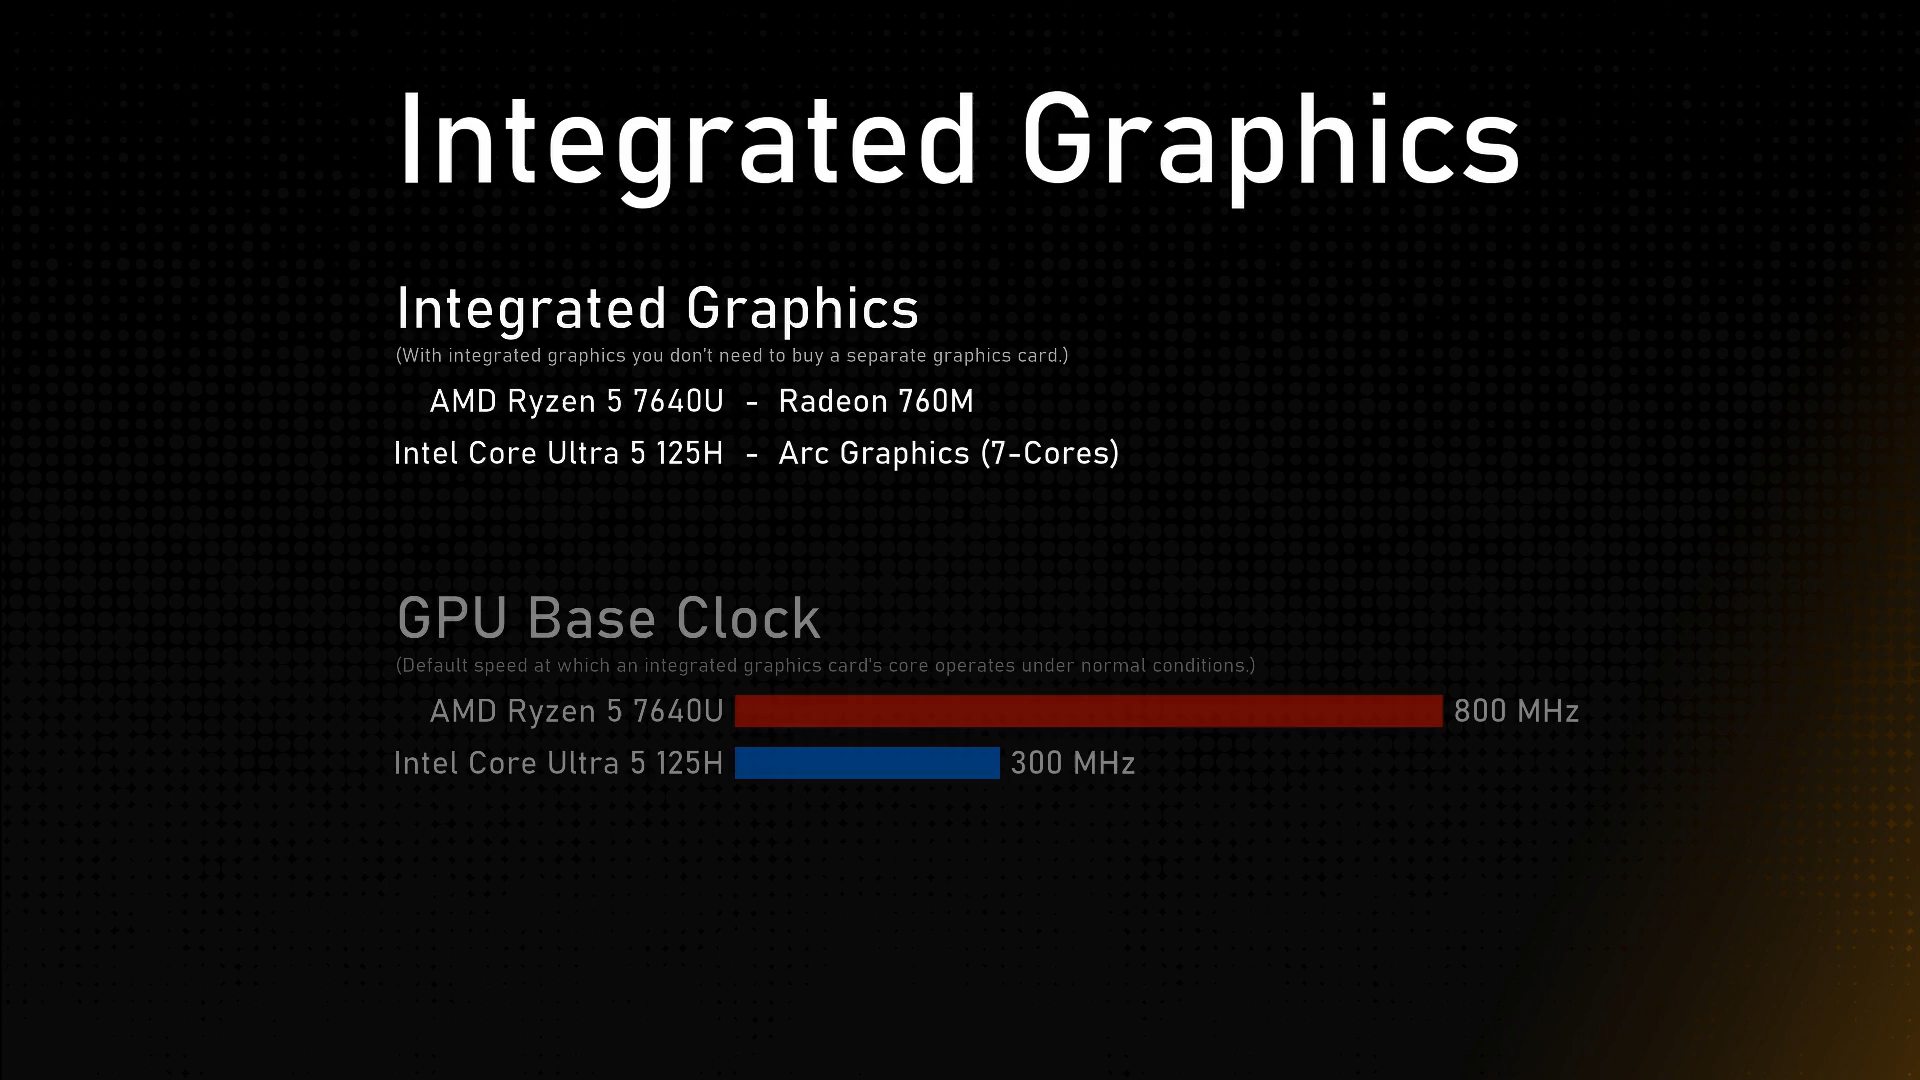 Integrated Graphics
Integrated Graphics
(With integrated graphics you don't need to buy a separate graphics card.)
AMD Ryzen 5 7640U - Radeon 760M
Intel Core Ultra 5 125H - Arc Graphics (7-Cores)
GPU Base Clock
(Default speed at which an integrated graphics card's core operates under normal conditions.)
AMD Ryzen 5 7640U 800 MHz
Intel Core Ultra 5 125H 300 MHz